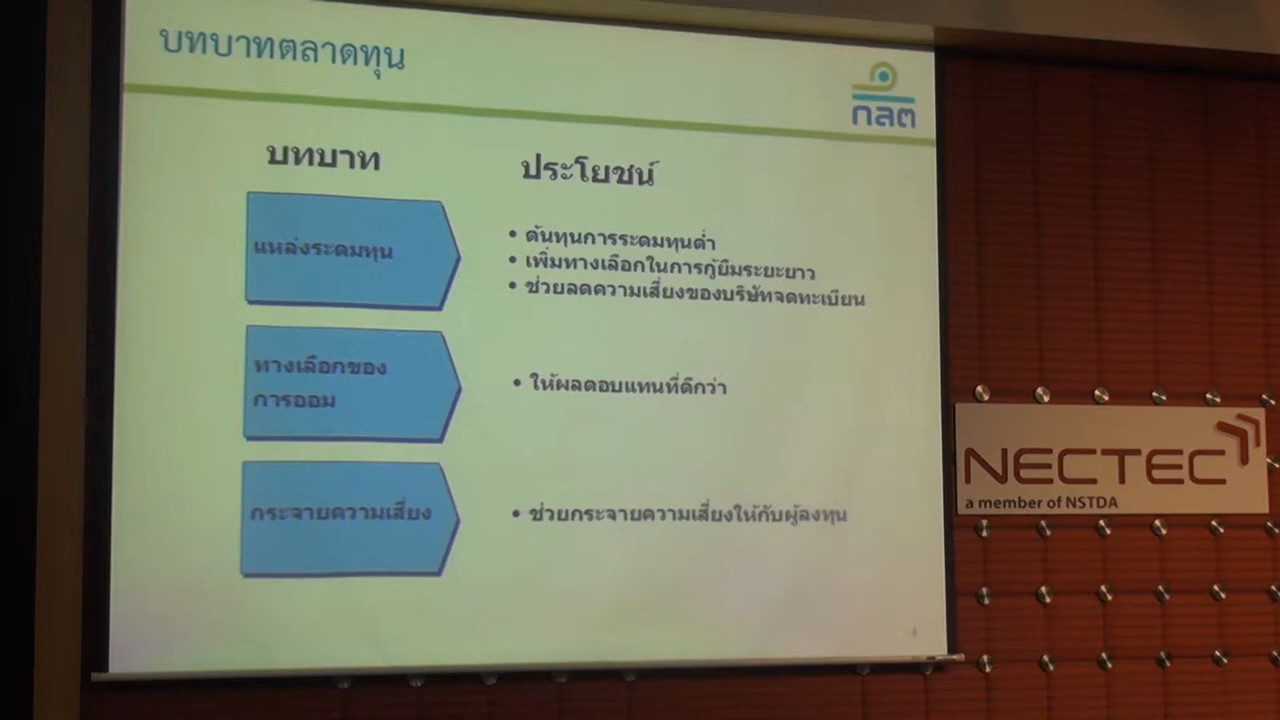 บทบาทตลาดทุน
กลต
บทบาท
ประโยชน์
แหล่งระดมทุน
• ต้นทุนการระดมทุนต่ำ
• เพิ่มทางเลือกในการกู้ยืมระยะยาว
• ช่วยลดความเสี่ยงของบริษัทจดทะเบียน
ทางเลือกของ
การออม
• ให้ผลตอบแทนที่ดีกว่า
กระจายความเสี่ยง
• ช่วยกระจายความเสี่ยงให้กับผู้ลงทุน
NECTEC
a member of NSTDA